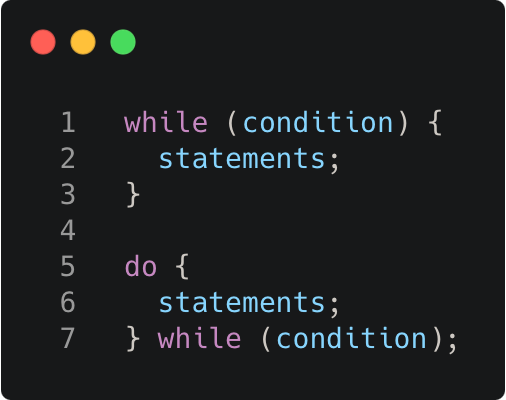 1 while (condition) {
2   statements;
3 }
4
5 do {
6   statements;
7 } while (condition);